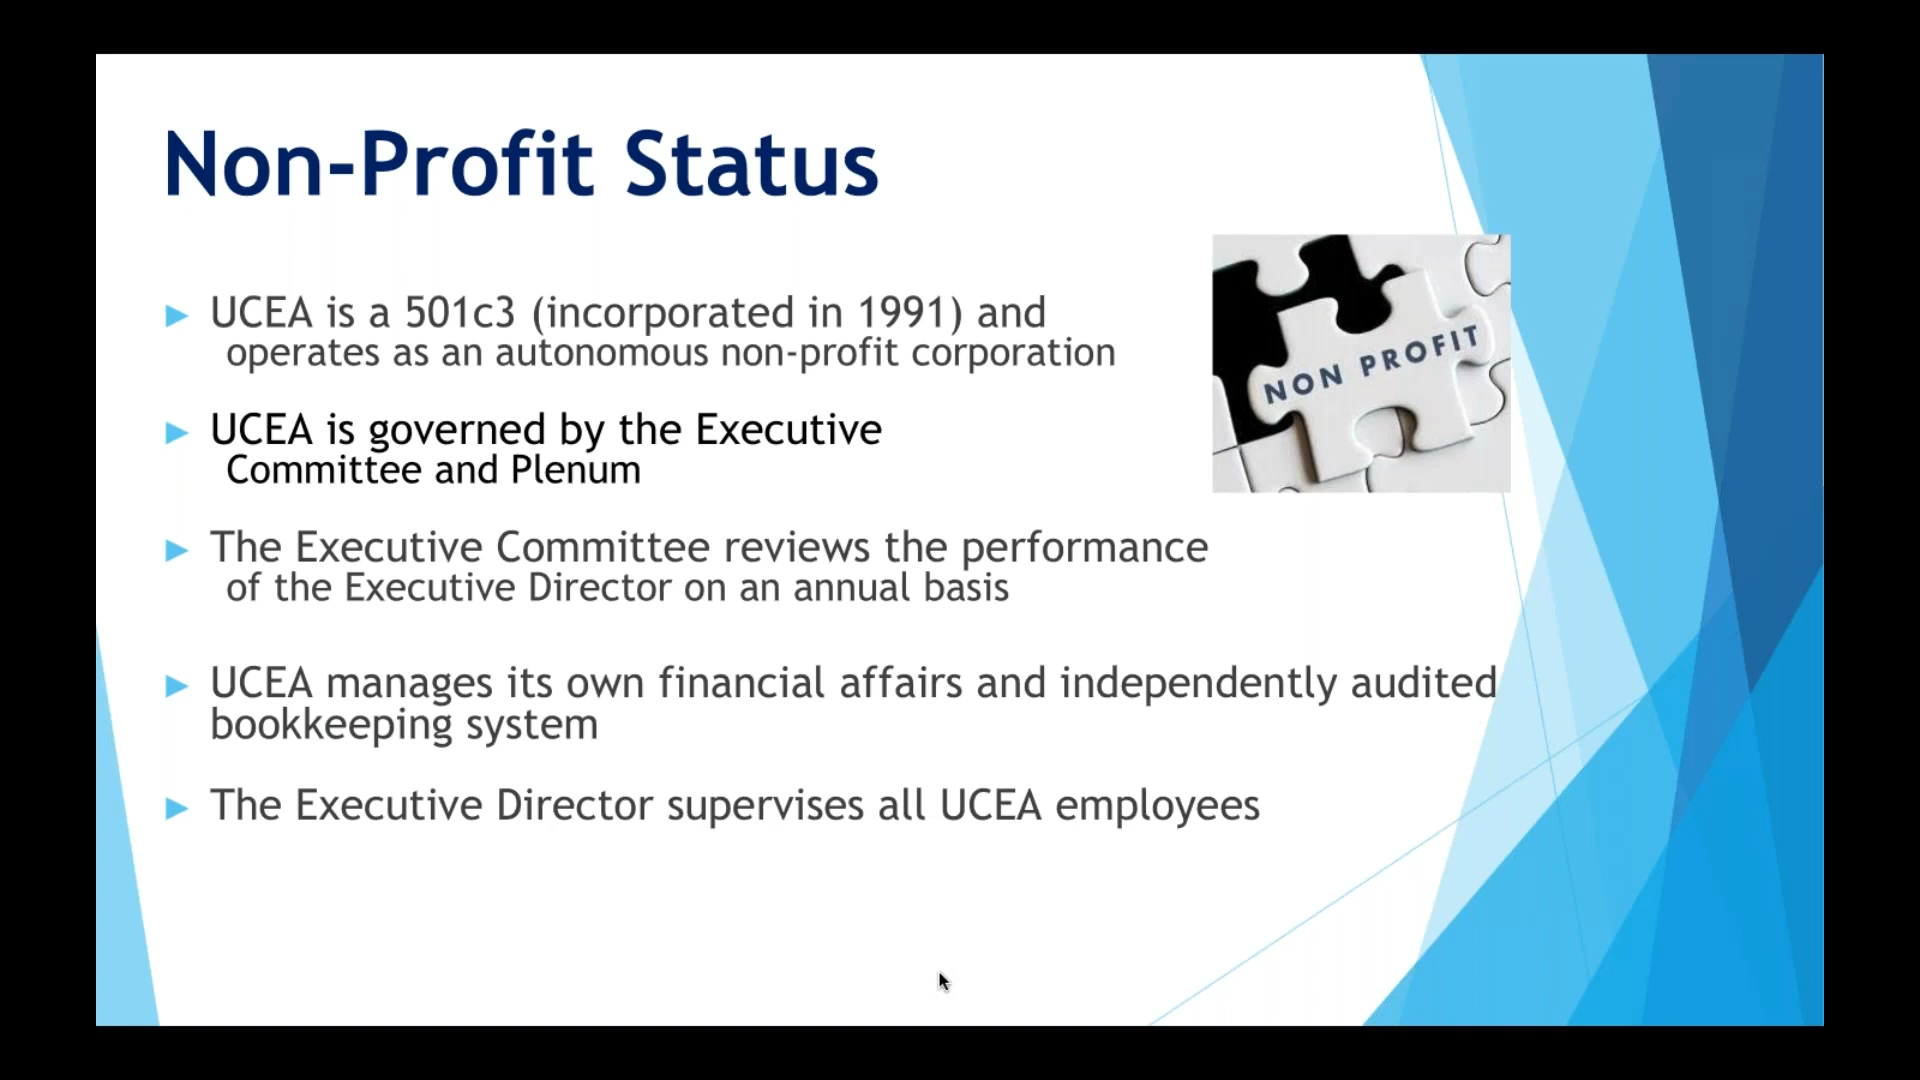 Non-Profit Status
UCEA is a 501c3 (incorporated in 1991) and
operates as an autonomous non-profit corporation
NON PROFIT
UCEA is governed by the Executive
Committee and Plenum
The Executive Committee reviews the performance
of the Executive Director on an annual basis
UCEA manages its own financial affairs and independently audited
bookkeeping system
The Executive Director supervises all UCEA employees